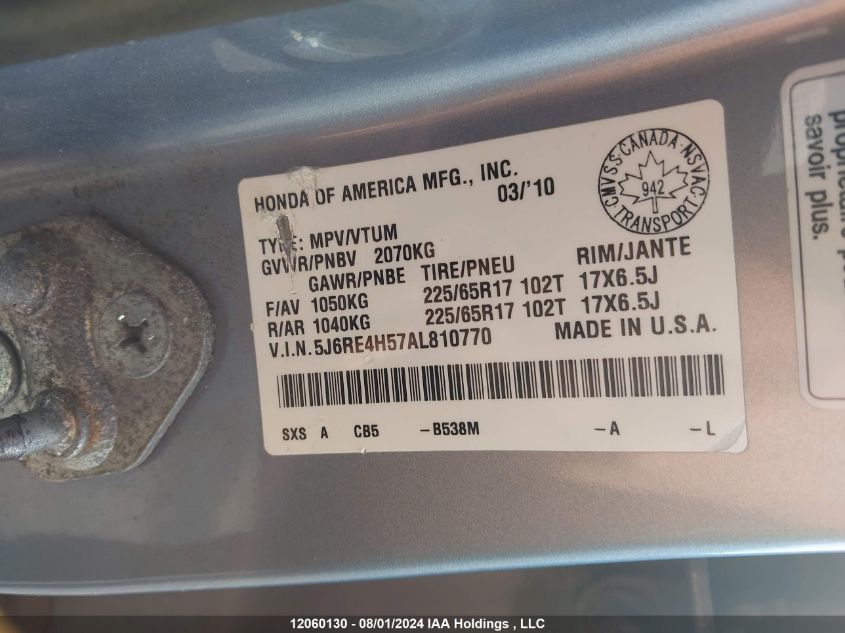 HONDA OF AMERICA MFG., INC.
03/'10
CMVSS·CANADA·NSVAC
942
TRANSPORT
TYPE: MPV/VTUM
GVWR/PNBV 2070KG
GAWR/PNBE TIRE/PNEU RIM/JANTE
F/AV 1050KG 225/65R17 102T 17X6.5J
R/AR 1040KG 225/65R17 102T 17X6.5J
V.I.N. 5J6RE4H57AL810770 MADE IN U.S.A.
SXS A CB5 -B538M -A -L
savoir plus.
12060130 - 08/01/2024 IAA Holdings , LLC